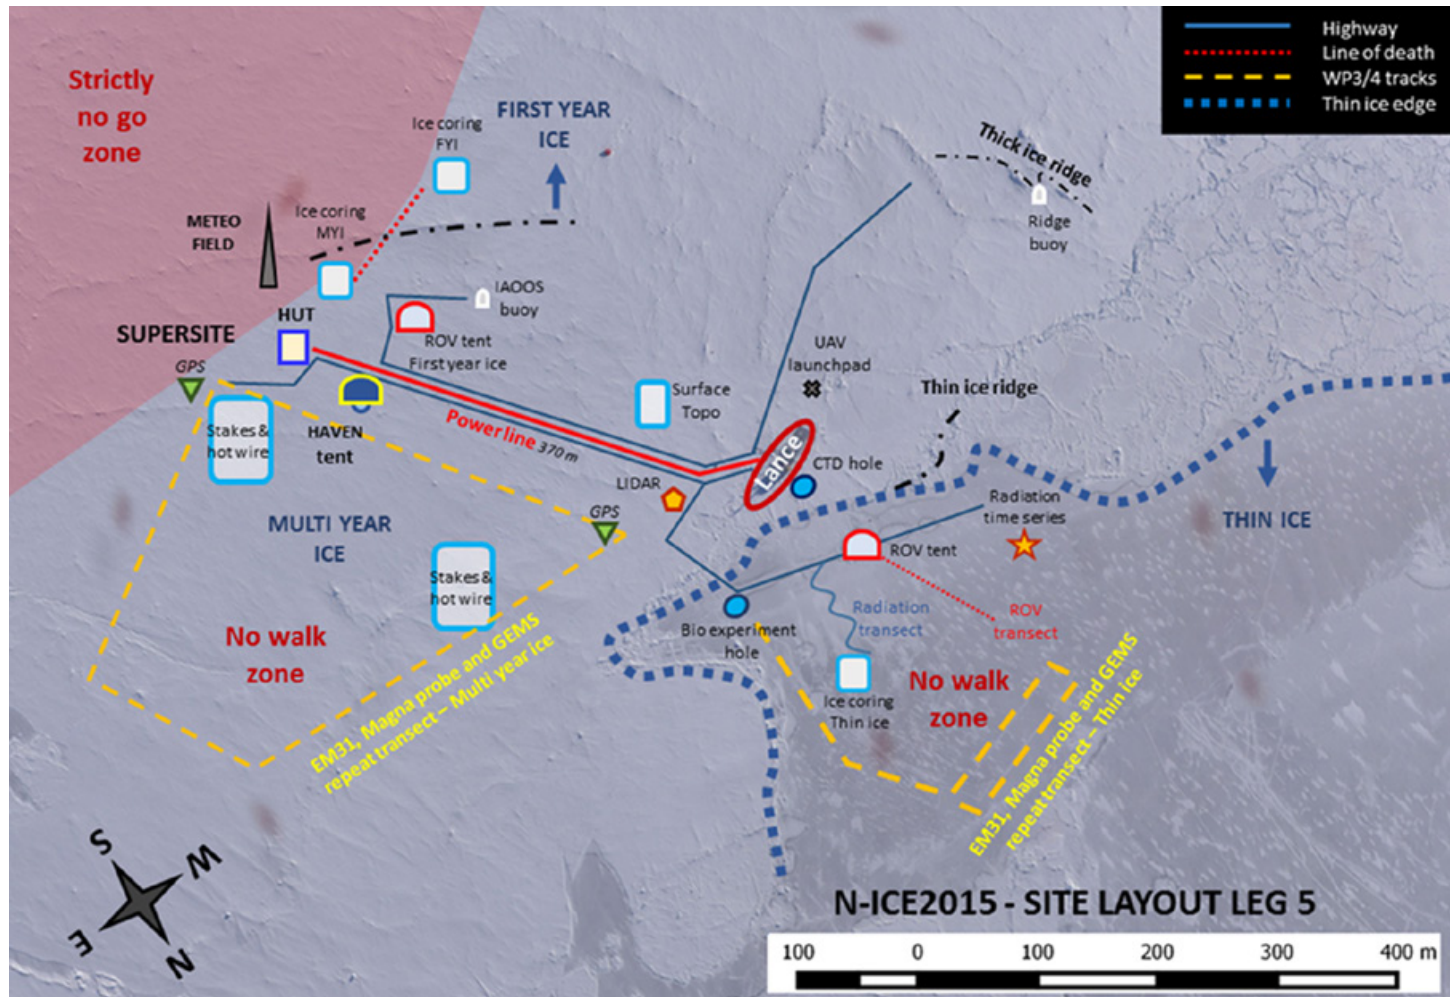 Highway
Line of death
WP3/4 tracks
Thin ice edge
Strictly
no go
zone
Ice coring
FYI
FIRST YEAR
ICE
Thick ice ridge
Ridge
buoy
METEO
FIELD
Ice coring
MYI
IAOOS
buoy
HUT
SUPERSITE
GPS
ROV tent
First year ice
UAV
launchpad
Surface
Topo
Thin ice ridge
Stakes &
hot wire
HAVEN
tent
Power line 370 m
Lance
CTD hole
LIDAR
GPS
Radiation
time series
THIN ICE
MULTI YEAR
ICE
ROV tent
Stakes &
hot wire
Radiation
transect
ROV
transect
Bio experiment
hole
No walk
zone
Ice coring
Thin ice
No walk
zone
EM31, Magna probe and GEMS
repeat transect – Multi year ice
EM31, Magna probe and GEMS
repeat transect – Thin ice
S
W
E
N
N-ICE2015 - SITE LAYOUT LEG 5
100 0 100 200 300 400 m